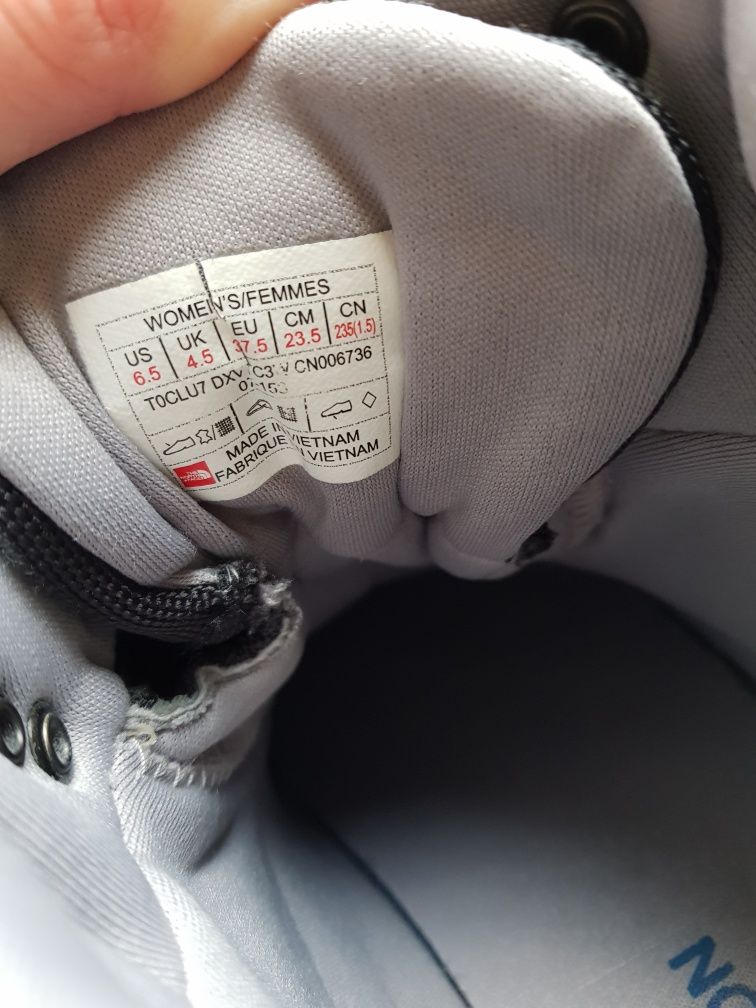 WOMEN'S/FEMMES
US UK EU CM CN
6.5 4.5 37.5 23.5 235(1.5)
T0CLU7 DXV CN006736
MADE IN VIETNAM
FABRIQUE VIETNAM